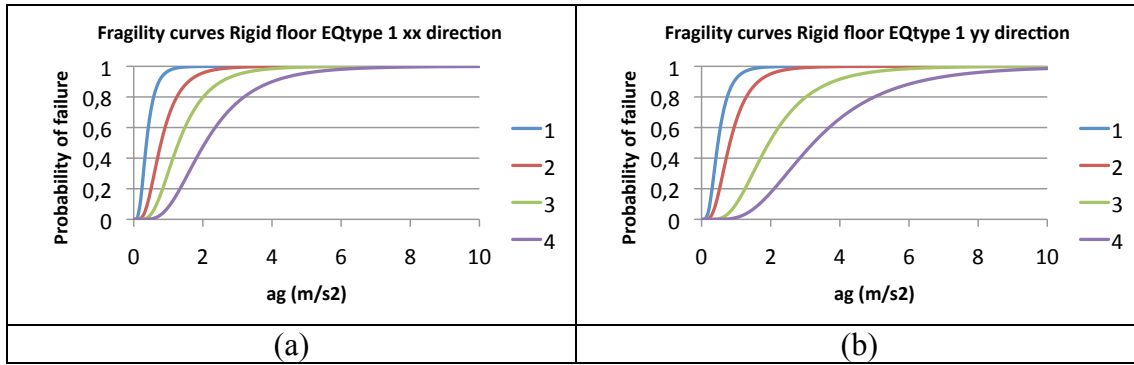 Fragility curves Rigid floor EQtype 1 xx direction
Probability of failure
1
0,8
0,6
0,4
0,2
0
0 2 4 6 8 10
ag (m/s2)
1
2
3
4
(a)
Fragility curves Rigid floor EQtype 1 yy direction
Probability of failure
1
0,8
0,6
0,4
0,2
0
0 2 4 6 8 10
ag (m/s2)
1
2
3
4
(b)